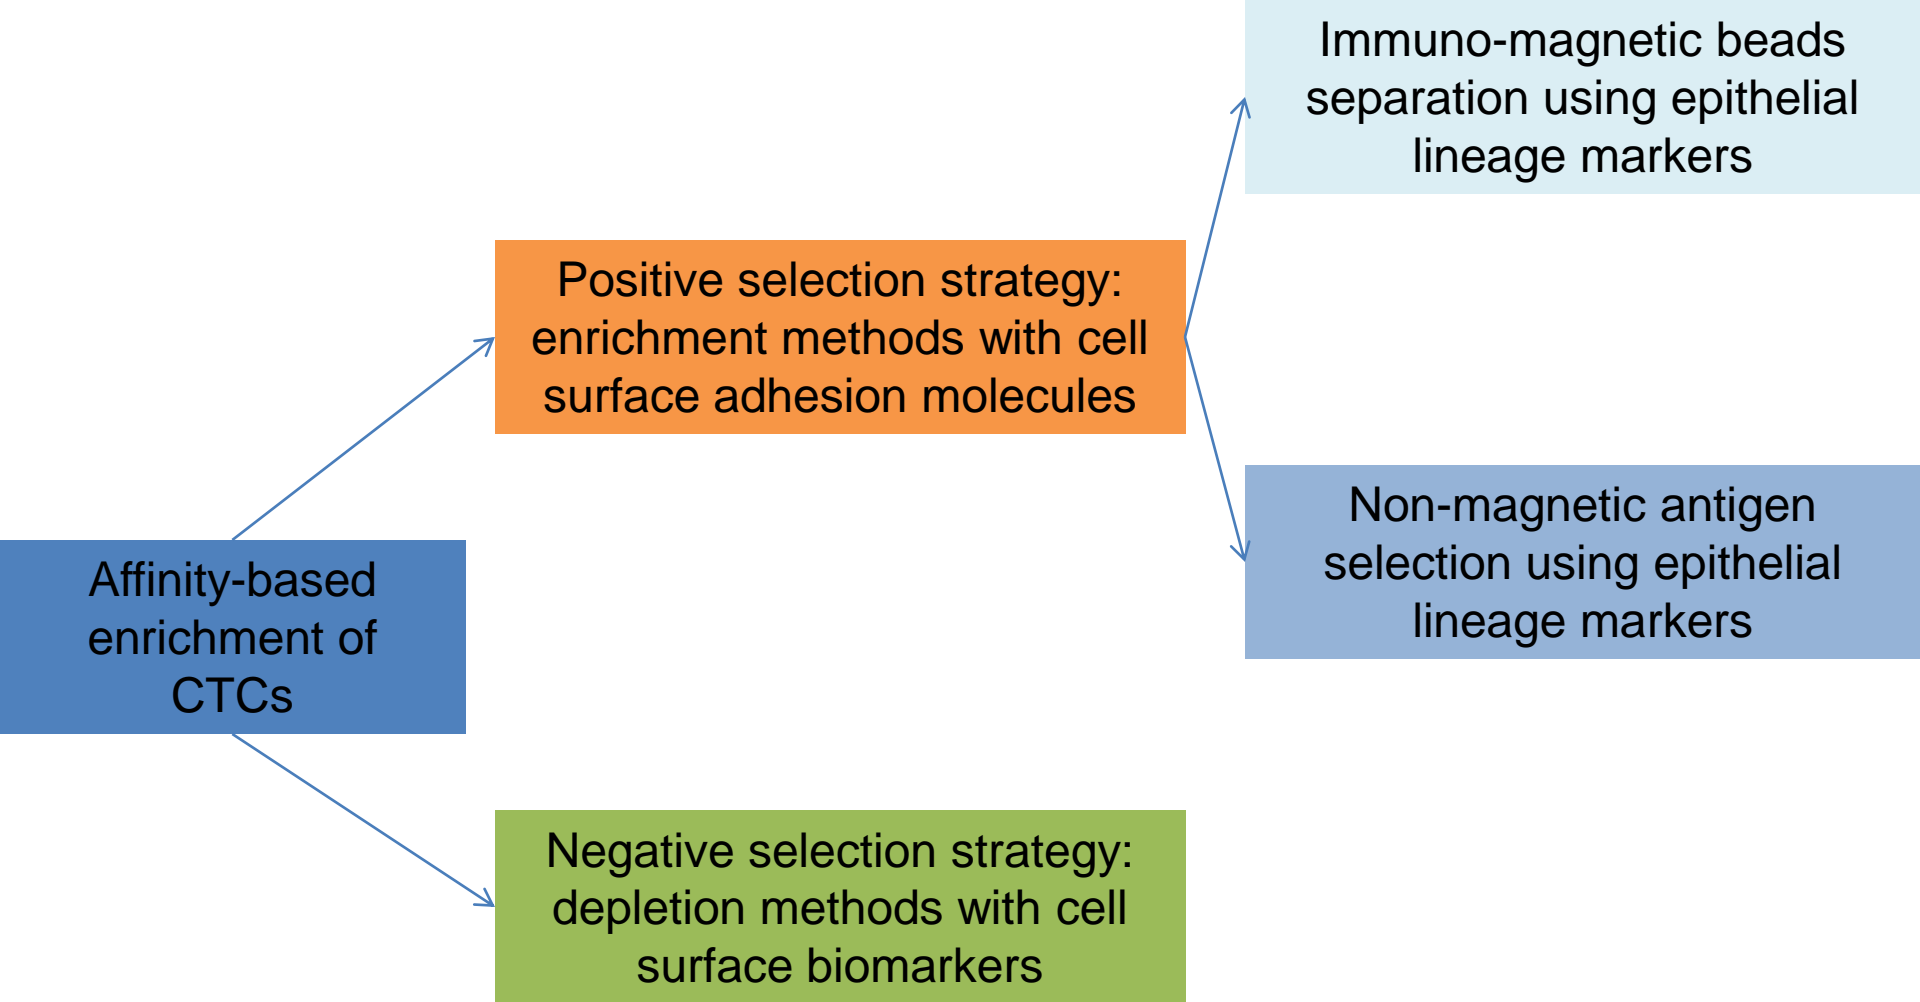 Immuno-magnetic beads
separation using epithelial
lineage markers
Positive selection strategy:
enrichment methods with cell
surface adhesion molecules
Non-magnetic antigen
selection using epithelial
lineage markers
Affinity-based
enrichment of
CTCs
Negative selection strategy:
depletion methods with cell
surface biomarkers